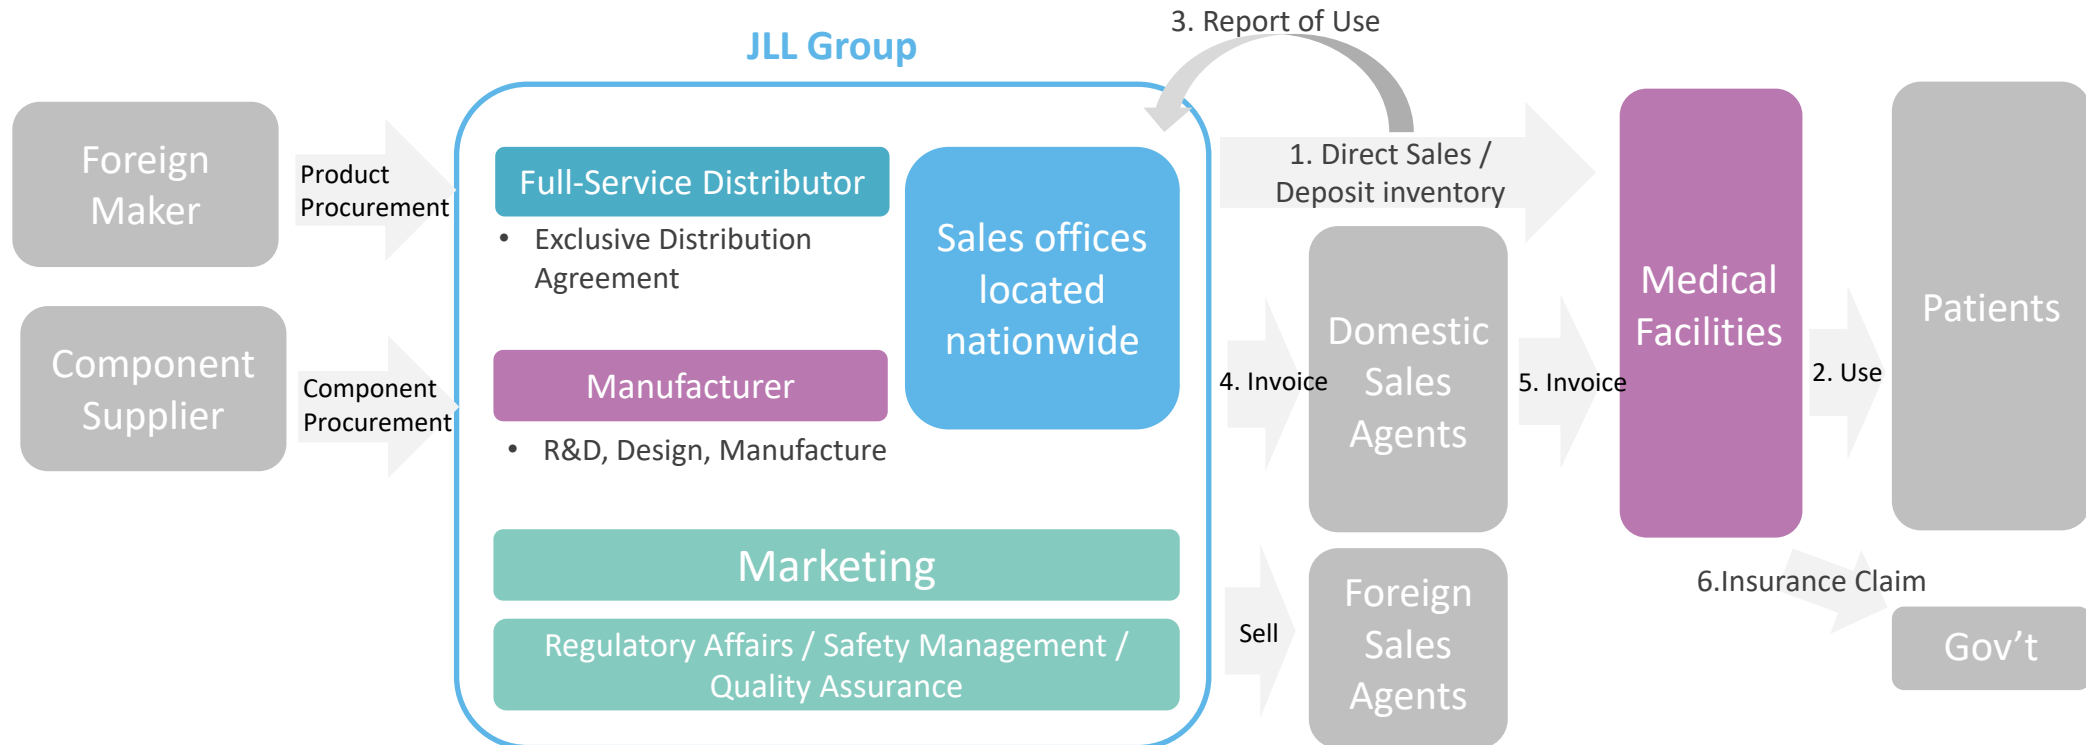 3. Report of Use
JLL Group
Foreign
Maker
Product
Procurement
Full-Service Distributor
• Exclusive Distribution
Agreement
Sales offices
located
nationwide
1. Direct Sales /
Deposit inventory
Component
Supplier
Component
Procurement
Manufacturer
• R&D, Design, Manufacture
4. Invoice
Domestic
Sales
Agents
5. Invoice
Medical
Facilities
2. Use
Patients
Marketing
Regulatory Affairs / Safety Management /
Quality Assurance
Sell
Foreign
Sales
Agents
6.Insurance Claim
Gov’t